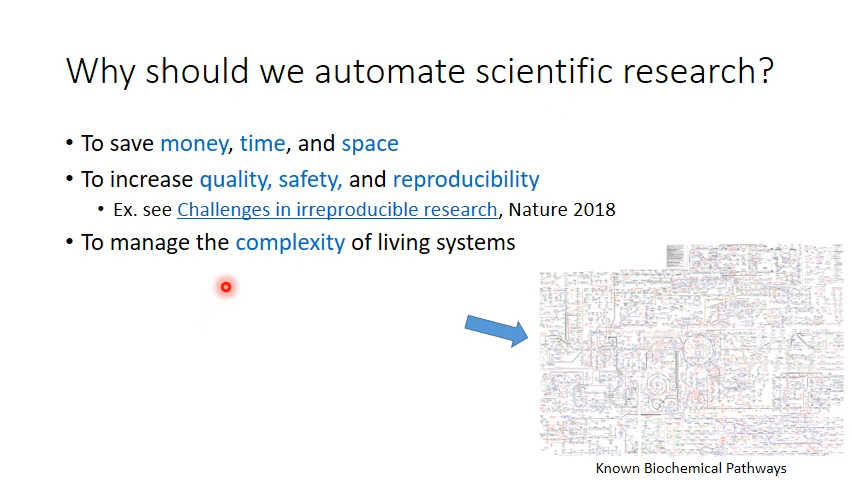 Why should we automate scientific research?
• To save money, time, and space
• To increase quality, safety, and reproducibility
• Ex. see Challenges in irreproducible research, Nature 2018
• To manage the complexity of living systems
Known Biochemical Pathways